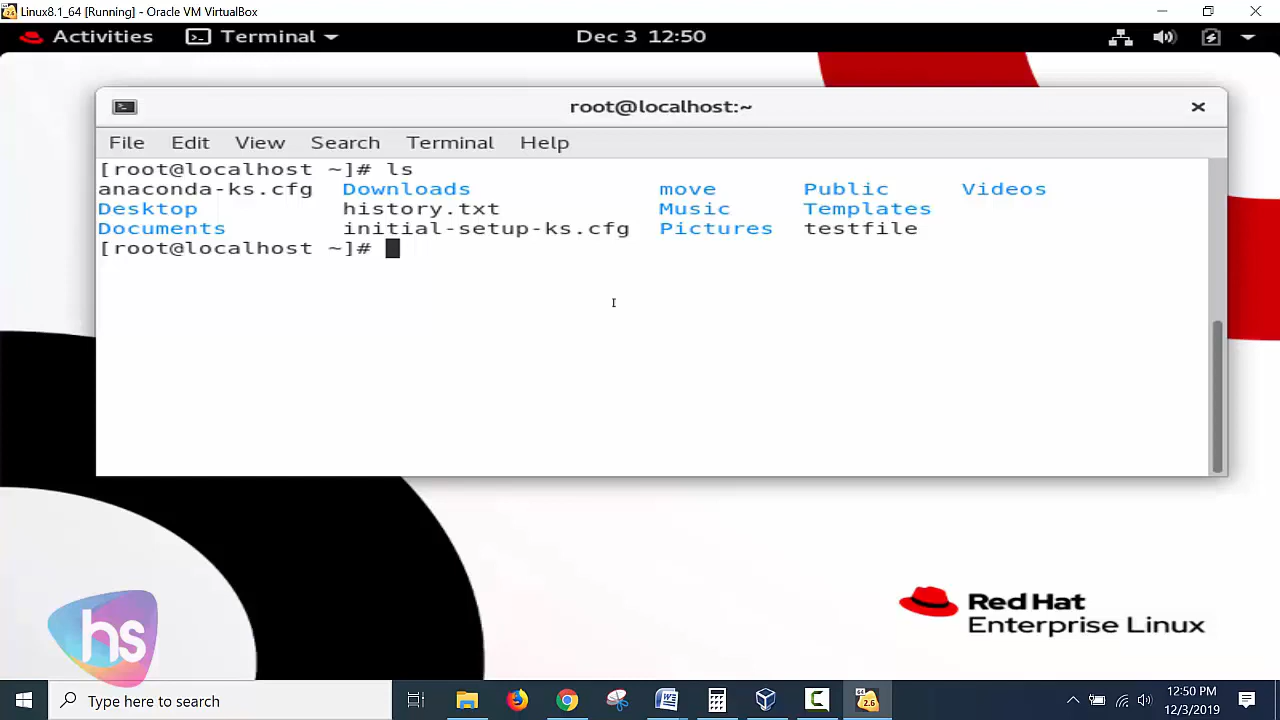 Linux8.1_64 [Running] - Oracle VM VirtualBox
Activities Terminal Dec 3 12:50
root@localhost:~
File Edit View Search Terminal Help
[root@localhost ~]# ls
anaconda-ks.cfg Downloads move Public Videos
Desktop history.txt Music Templates
Documents initial-setup-ks.cfg Pictures testfile
[root@localhost ~]#
Red Hat
Enterprise Linux
hs
Type here to search
2.6
12:50 PM
12/3/2019